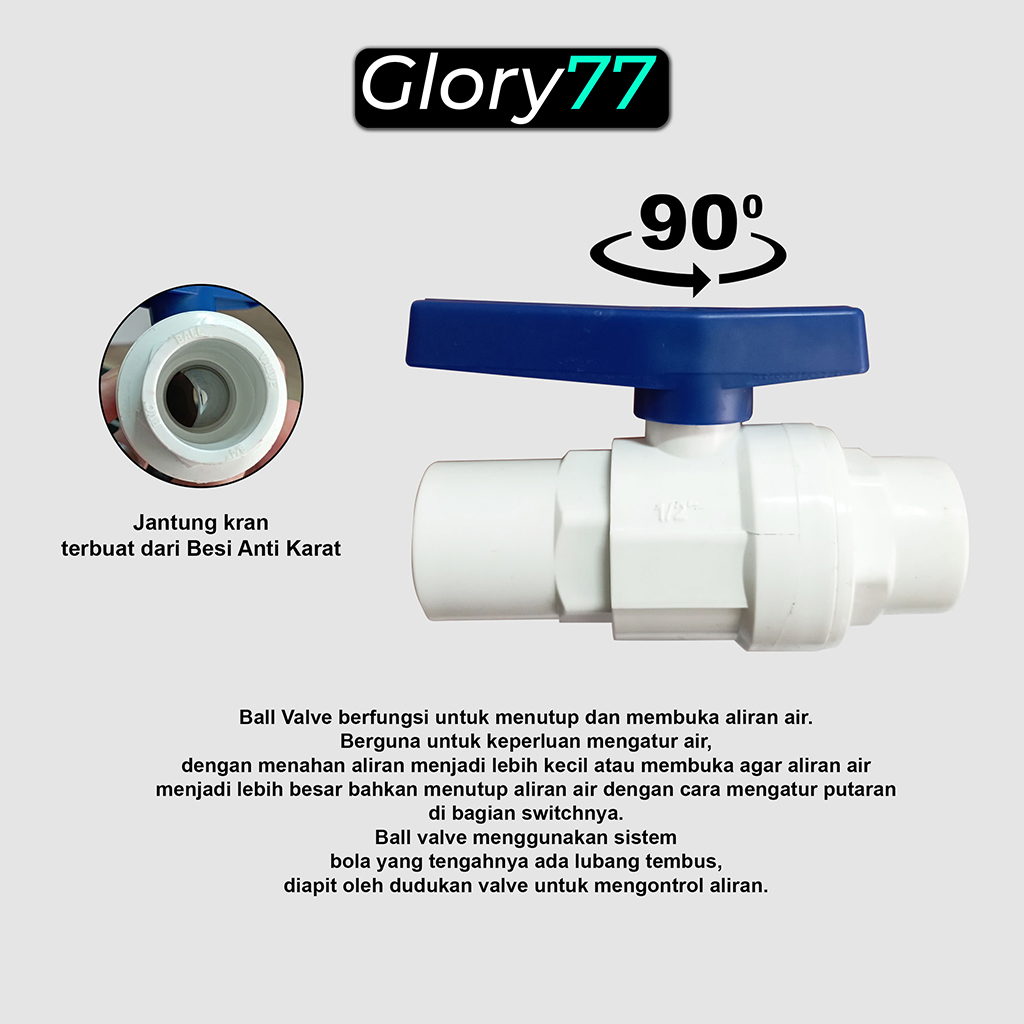 Glory77
90⁰
BALL VALVE
1/2"
Jantung kran
terbuat dari Besi Anti Karat
Ball Valve berfungsi untuk menutup dan membuka aliran air.
Berguna untuk keperluan mengatur air,
dengan menahan aliran menjadi lebih kecil atau membuka agar aliran air
menjadi lebih besar bahkan menutup aliran air dengan cara mengatur putaran
di bagian switchnya.
Ball valve menggunakan sistem
bola yang tengahnya ada lubang tembus,
diapit oleh dudukan valve untuk mengontrol aliran.